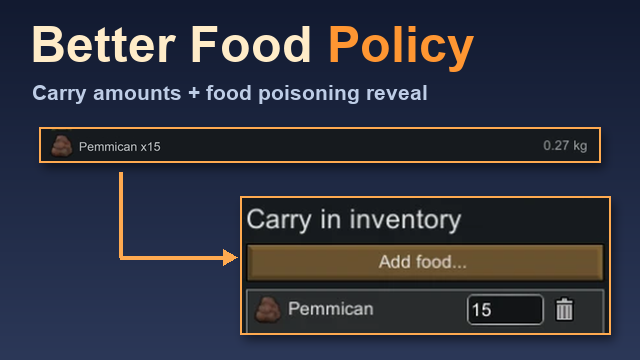 Better Food Policy
Carry amounts + food poisoning reveal
Pemmican x15 0.27 kg
Carry in inventory
Add food...
Pemmican 15